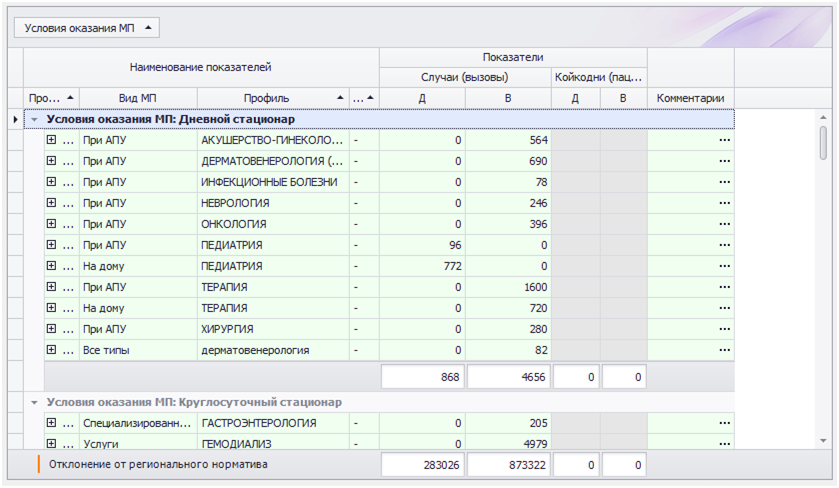 Условия оказания МП
Наименование показателей Показатели
Случаи (вызовы) Койкодни (пац...
Про... Вид МП Профиль ... Д В Д В Комментарии
Условия оказания МП: Дневной стационар
... При АПУ АКУШЕРСТВО-ГИНЕКОЛО... - 0 564 ...
... При АПУ ДЕРМАТОВЕНЕРОЛОГИЯ (... - 0 690 ...
... При АПУ ИНФЕКЦИОННЫЕ БОЛЕЗНИ - 0 78 ...
... При АПУ НЕВРОЛОГИЯ - 0 246 ...
... При АПУ ОНКОЛОГИЯ - 0 396 ...
... При АПУ ПЕДИАТРИЯ - 96 0 ...
... На дому ПЕДИАТРИЯ - 772 0 ...
... При АПУ ТЕРАПИЯ - 0 1600 ...
... На дому ТЕРАПИЯ - 0 720 ...
... При АПУ ХИРУРГИЯ - 0 280 ...
... Все типы дерматовенерология - 0 82 ...
868 4656 0 0
Условия оказания МП: Круглосуточный стационар
... Специализированн... ГАСТРОЭНТЕРОЛОГИЯ - 0 205 ...
... Услуги ГЕМОДИАЛИЗ - 0 4979 ...
Отклонение от регионального норматива 283026 873322 0 0